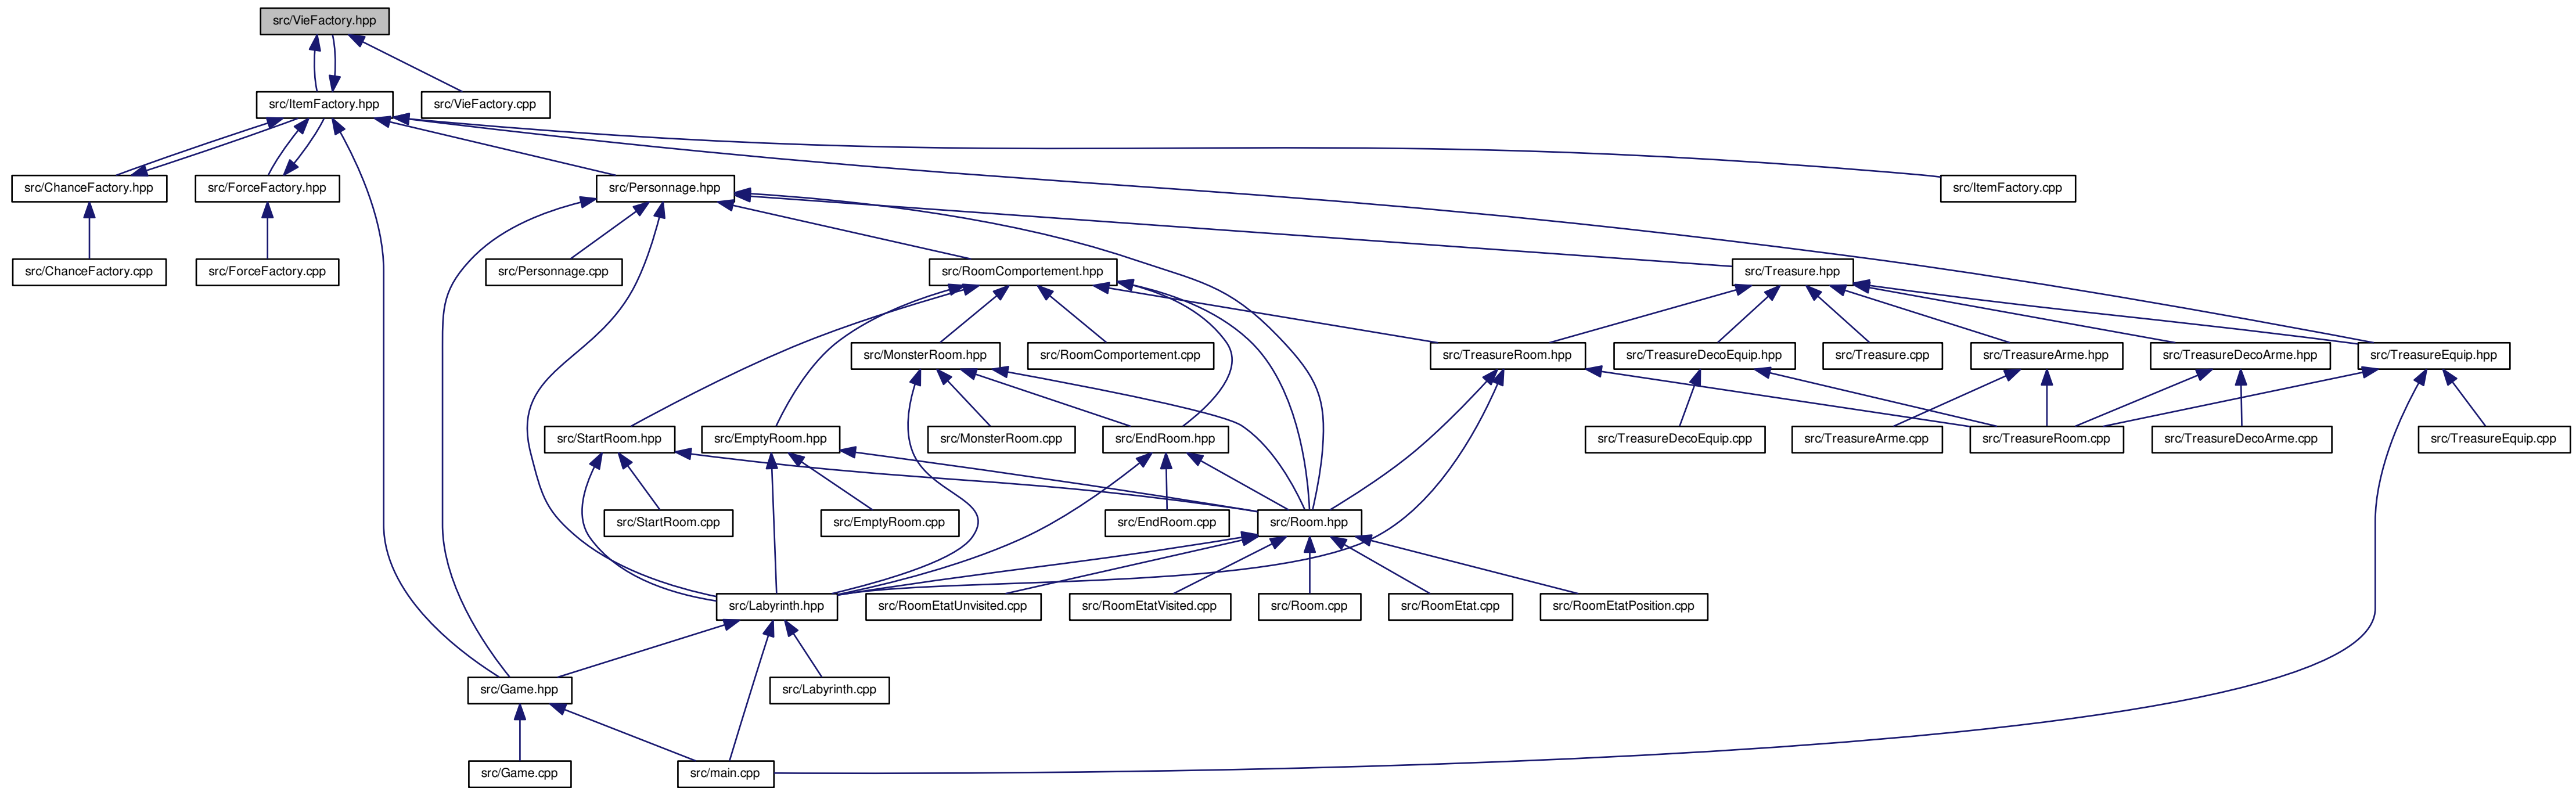 src/VieFactory.hpp
src/ItemFactory.hpp
src/VieFactory.cpp
src/ChanceFactory.hpp
src/ForceFactory.hpp
src/Personnage.hpp
src/ItemFactory.cpp
src/ChanceFactory.cpp
src/ForceFactory.cpp
src/Personnage.cpp
src/RoomComportement.hpp
src/Treasure.hpp
src/MonsterRoom.hpp
src/RoomComportement.cpp
src/TreasureRoom.hpp
src/TreasureDecoEquip.hpp
src/Treasure.cpp
src/TreasureArme.hpp
src/TreasureDecoArme.hpp
src/TreasureEquip.hpp
src/StartRoom.hpp
src/EmptyRoom.hpp
src/MonsterRoom.cpp
src/EndRoom.hpp
src/TreasureDecoEquip.cpp
src/TreasureArme.cpp
src/TreasureRoom.cpp
src/TreasureDecoArme.cpp
src/TreasureEquip.cpp
src/StartRoom.cpp
src/EmptyRoom.cpp
src/EndRoom.cpp
src/Room.hpp
src/Labyrinth.hpp
src/RoomEtatUnvisited.cpp
src/RoomEtatVisited.cpp
src/Room.cpp
src/RoomEtat.cpp
src/RoomEtatPosition.cpp
src/Game.hpp
src/Labyrinth.cpp
src/Game.cpp
src/main.cpp